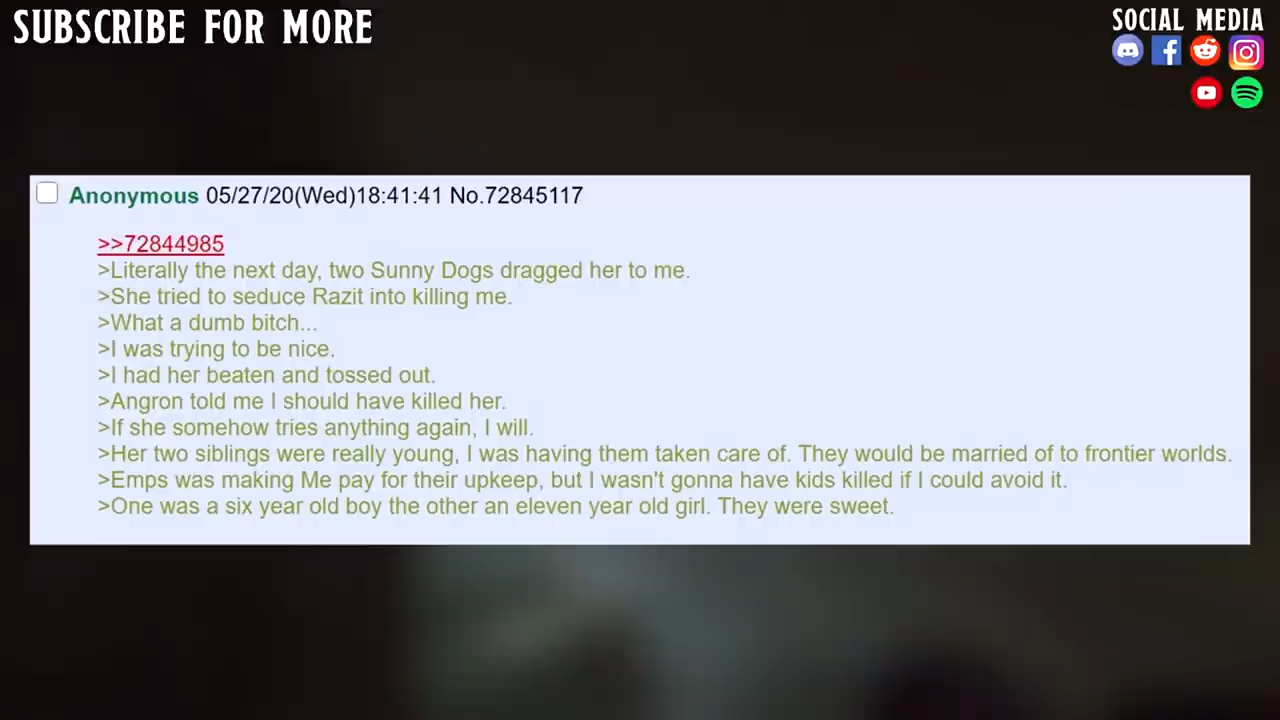 SUBSCRIBE FOR MORE
SOCIAL MEDIA
Anonymous 05/27/20(Wed)18:41:41 No.72845117
>>72844985
>Literally the next day, two Sunny Dogs dragged her to me.
>She tried to seduce Razit into killing me.
>What a dumb bitch...
>I was trying to be nice.
>I had her beaten and tossed out.
>Angron told me I should have killed her.
>If she somehow tries anything again, I will.
>Her two siblings were really young, I was having them taken care of. They would be married of to frontier worlds.
>Emps was making Me pay for their upkeep, but I wasn't gonna have kids killed if I could avoid it.
>One was a six year old boy the other an eleven year old girl. They were sweet.